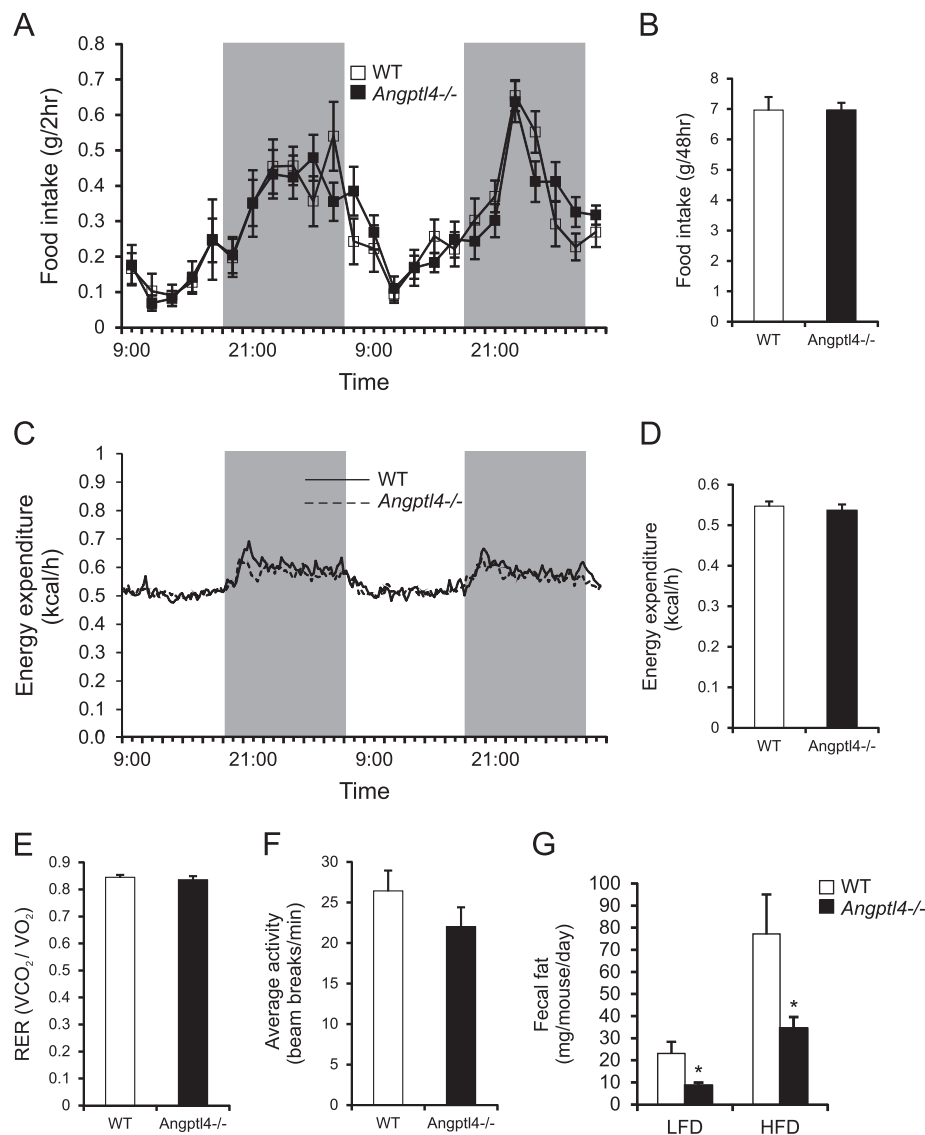 A
Food intake (g/2hr)
0.8
0.7
0.6
0.5
0.4
0.3
0.2
0.1
0
WT
Angptl4-/-
9:00 21:00 9:00 21:00
Time
B
Food intake (g/48hr)
8
7
6
5
4
3
2
1
0
WT Angptl4-/-
C
Energy expenditure
(kcal/h)
1
0.9
0.8
0.7
0.6
0.5
0.4
0.3
0.2
0.1
0.0
WT
Angptl4-/-
9:00 21:00 9:00 21:00
Time
D
Energy expenditure
(kcal/h)
0.6
0.5
0.4
0.3
0.2
0.1
0
WT Angptl4-/-
E
RER (VCO2/ VO2)
0.9
0.8
0.7
0.6
0.5
0.4
0.3
0.2
0.1
0
WT Angptl4-/-
F
Average activity
(beam breaks/min)
30
25
20
15
10
5
0
WT Angptl4-/-
G
Fecal fat
(mg/mouse/day)
100
90
80
70
60
50
40
30
20
10
0
WT
Angptl4-/-
*
*
LFD HFD